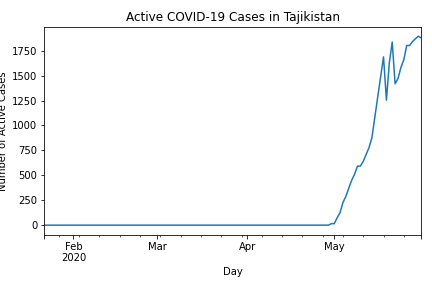 Active COVID-19 Cases in Tajikistan
Number of Active Cases
1750
1500
1250
1000
750
500
250
0
Feb
2020
Mar
Apr
May
Day